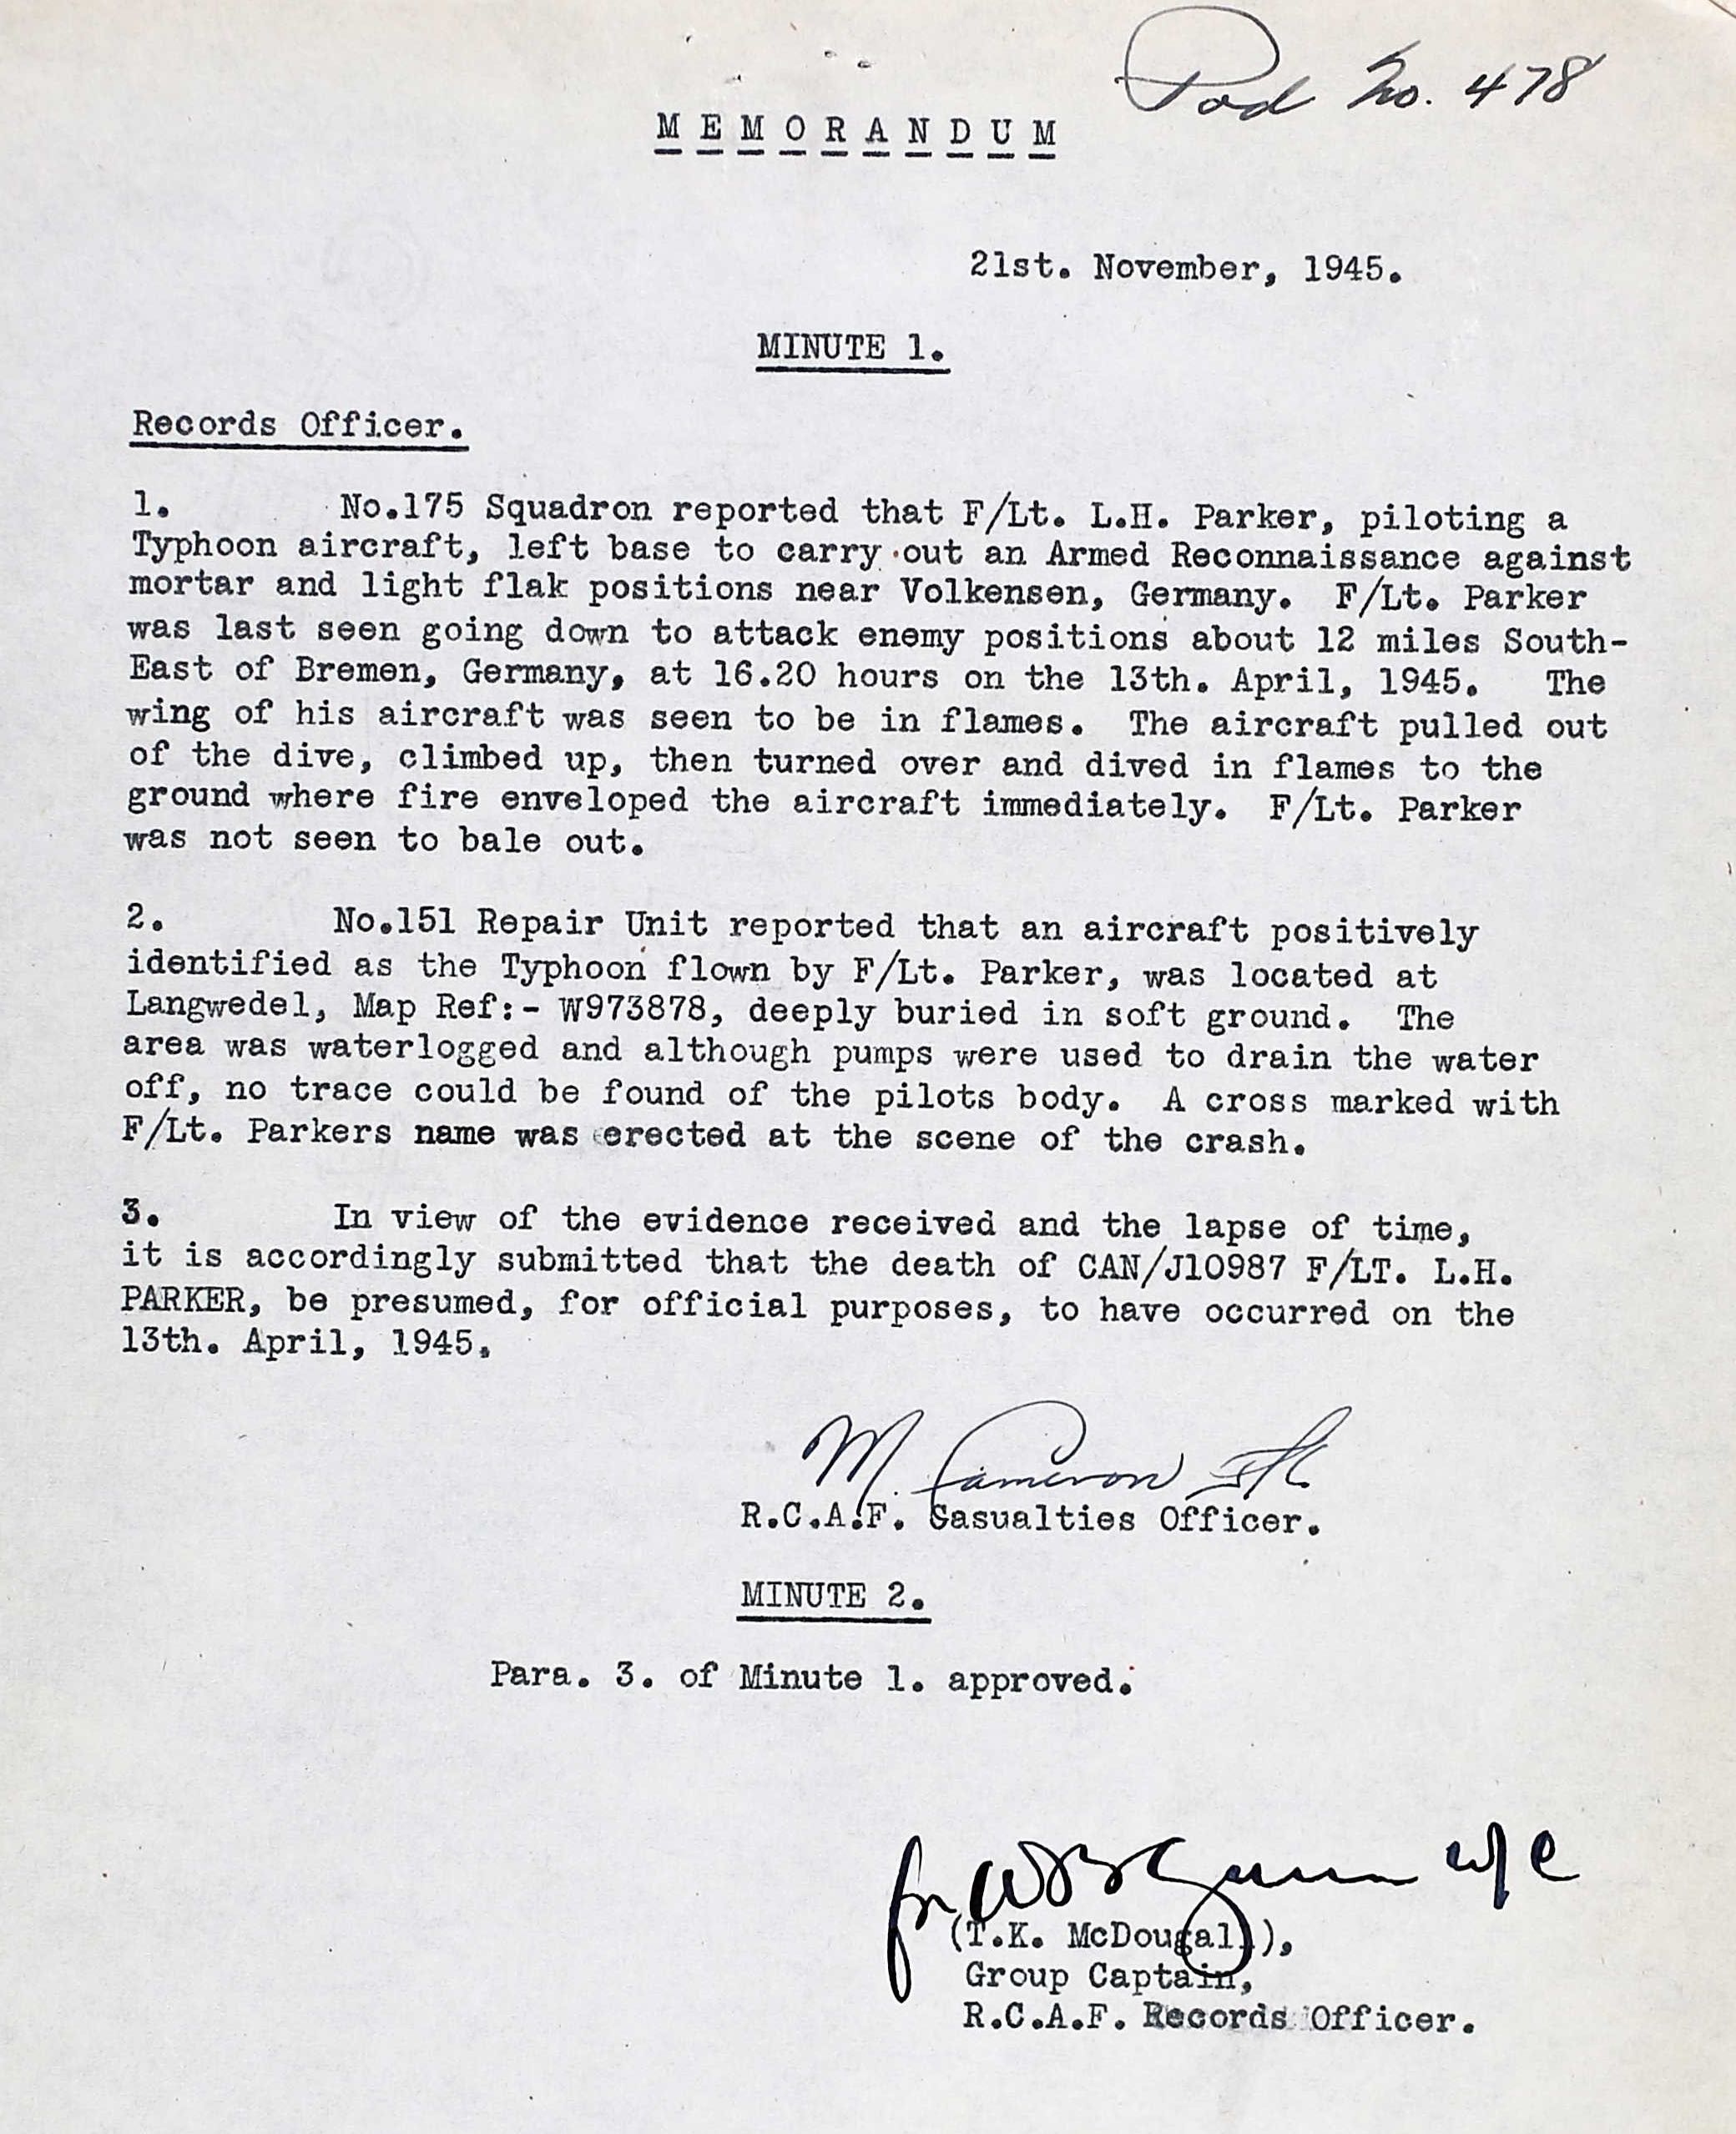 Pod No. 478
MEMORANDUM
21st. November, 1945.
MINUTE 1.
Records Officer.
1. No.175 Squadron reported that F/Lt. L.H. Parker, piloting a
Typhoon aircraft, left base to carry out an Armed Reconnaissance against
mortar and light flak positions near Volkensen, Germany. F/Lt. Parker
was last seen going down to attack enemy positions about 12 miles South-
East of Bremen, Germany, at 16.20 hours on the 13th. April, 1945. The
wing of his aircraft was seen to be in flames. The aircraft pulled out
of the dive, climbed up, then turned over and dived in flames to the
ground where fire enveloped the aircraft immediately. F/Lt. Parker
was not seen to bale out.
2. No.151 Repair Unit reported that an aircraft positively
identified as the Typhoon flown by F/Lt. Parker, was located at
Langwedel, Map Ref:- W973878, deeply buried in soft ground. The
area was waterlogged and although pumps were used to drain the water
off, no trace could be found of the pilots body. A cross marked with
F/Lt. Parkers name was erected at the scene of the crash.
3. In view of the evidence received and the lapse of time,
it is accordingly submitted that the death of CAN/J10987 F/LT. L.H.
PARKER, be presumed, for official purposes, to have occurred on the
13th. April, 1945.
M. Cameron
R.C.A.F. Casualties Officer.
MINUTE 2.
Para. 3. of Minute 1. approved.
for W/C
(T.K. McDougall),
Group Captain,
R.C.A.F. Records Officer.